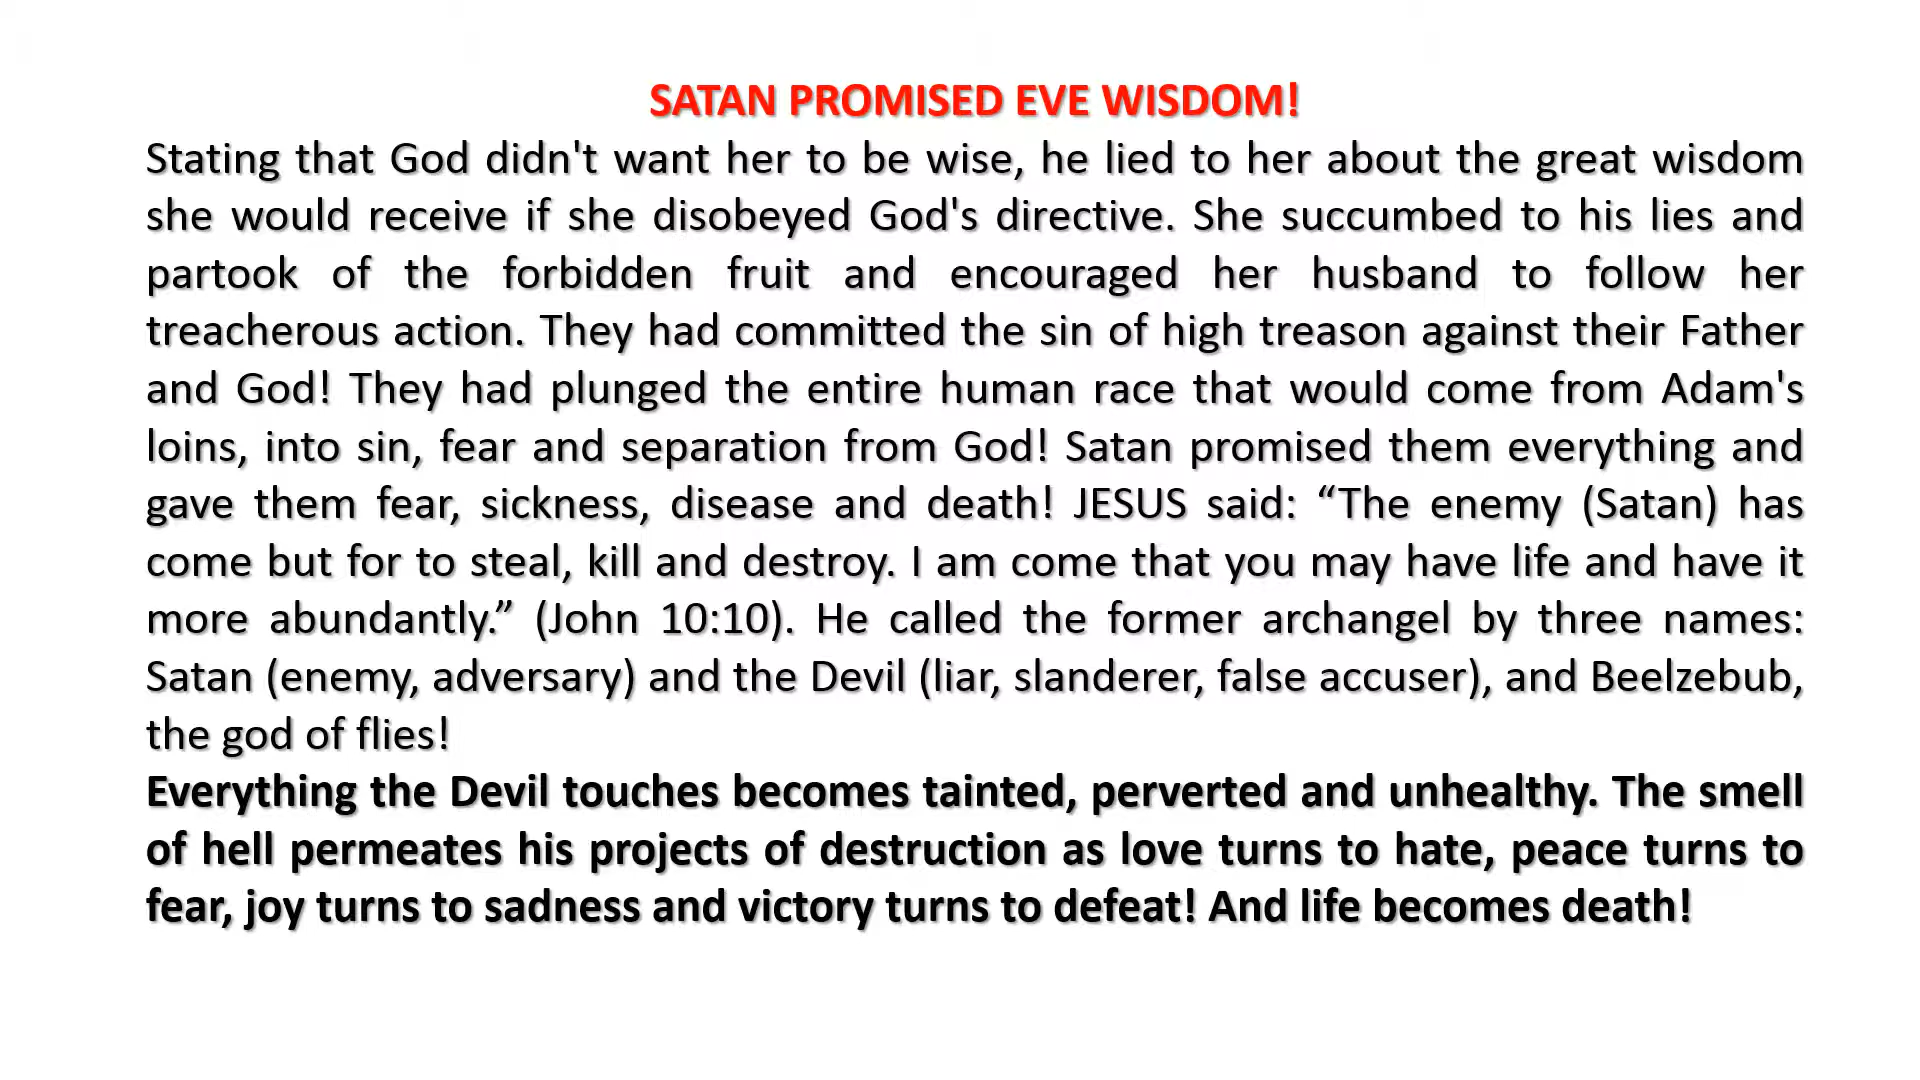 SATAN PROMISED EVE WISDOM!
Stating that God didn't want her to be wise, he lied to her about the great wisdom
she would receive if she disobeyed God's directive. She succumbed to his lies and
partook of the forbidden fruit and encouraged her husband to follow her
treacherous action. They had committed the sin of high treason against their Father
and God! They had plunged the entire human race that would come from Adam's
loins, into sin, fear and separation from God! Satan promised them everything and
gave them fear, sickness, disease and death! JESUS said: “The enemy (Satan) has
come but for to steal, kill and destroy. I am come that you may have life and have it
more abundantly.” (John 10:10). He called the former archangel by three names:
Satan (enemy, adversary) and the Devil (liar, slanderer, false accuser), and Beelzebub,
the god of flies!
Everything the Devil touches becomes tainted, perverted and unhealthy. The smell
of hell permeates his projects of destruction as love turns to hate, peace turns to
fear, joy turns to sadness and victory turns to defeat! And life becomes death!